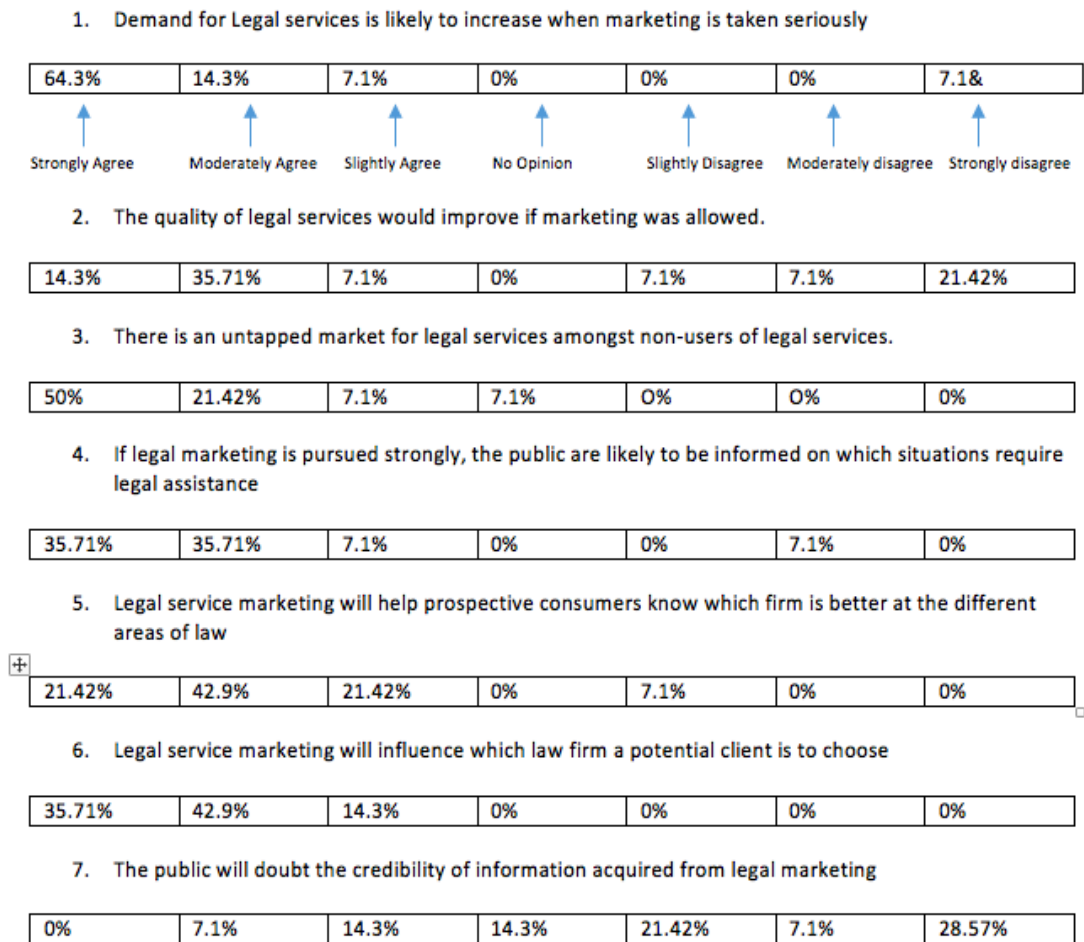 1. Demand for Legal services is likely to increase when marketing is taken seriously
64.3% 14.3% 7.1% 0% 0% 0% 7.1&
Strongly Agree Moderately Agree Slightly Agree No Opinion Slightly Disagree Moderately disagree Strongly disagree
2. The quality of legal services would improve if marketing was allowed.
14.3% 35.71% 7.1% 0% 7.1% 7.1% 21.42%
3. There is an untapped market for legal services amongst non-users of legal services.
50% 21.42% 7.1% 7.1% O% O% 0%
4. If legal marketing is pursued strongly, the public are likely to be informed on which situations require
legal assistance
35.71% 35.71% 7.1% 0% 0% 7.1% 0%
5. Legal service marketing will help prospective consumers know which firm is better at the different
areas of law
21.42% 42.9% 21.42% 0% 7.1% 0% 0%
6. Legal service marketing will influence which law firm a potential client is to choose
35.71% 42.9% 14.3% 0% 0% 0% 0%
7. The public will doubt the credibility of information acquired from legal marketing
0% 7.1% 14.3% 14.3% 21.42% 7.1% 28.57%